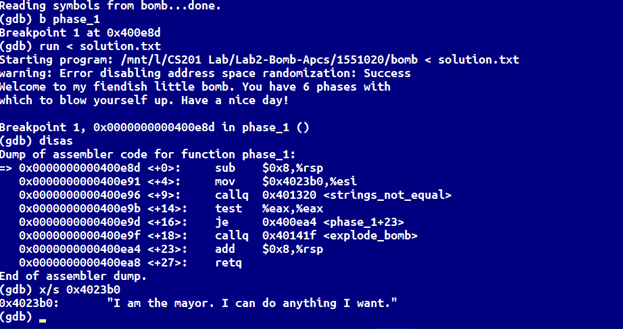 Reading symbols from bomb...done.
(gdb) b phase_1
Breakpoint 1 at 0x400e8d
(gdb) run < solution.txt
Starting program: /mnt/l/CS201 Lab/Lab2-Bomb-Apcs/1551020/bomb < solution.txt
warning: Error disabling address space randomization: Success
Welcome to my fiendish little bomb. You have 6 phases with
which to blow yourself up. Have a nice day!

Breakpoint 1, 0x0000000000400e8d in phase_1 ()
(gdb) disas
Dump of assembler code for function phase_1:
=> 0x0000000000400e8d <+0>:     sub    $0x8,%rsp
   0x0000000000400e91 <+4>:     mov    $0x4023b0,%esi
   0x0000000000400e96 <+9>:     callq  0x401320 <strings_not_equal>
   0x0000000000400e9b <+14>:    test   %eax,%eax
   0x0000000000400e9d <+16>:    je     0x400ea4 <phase_1+23>
   0x0000000000400e9f <+18>:    callq  0x40141f <explode_bomb>
   0x0000000000400ea4 <+23>:    add    $0x8,%rsp
   0x0000000000400ea8 <+27>:    retq
End of assembler dump.
(gdb) x/s 0x4023b0
0x4023b0:       "I am the mayor. I can do anything I want."
(gdb)